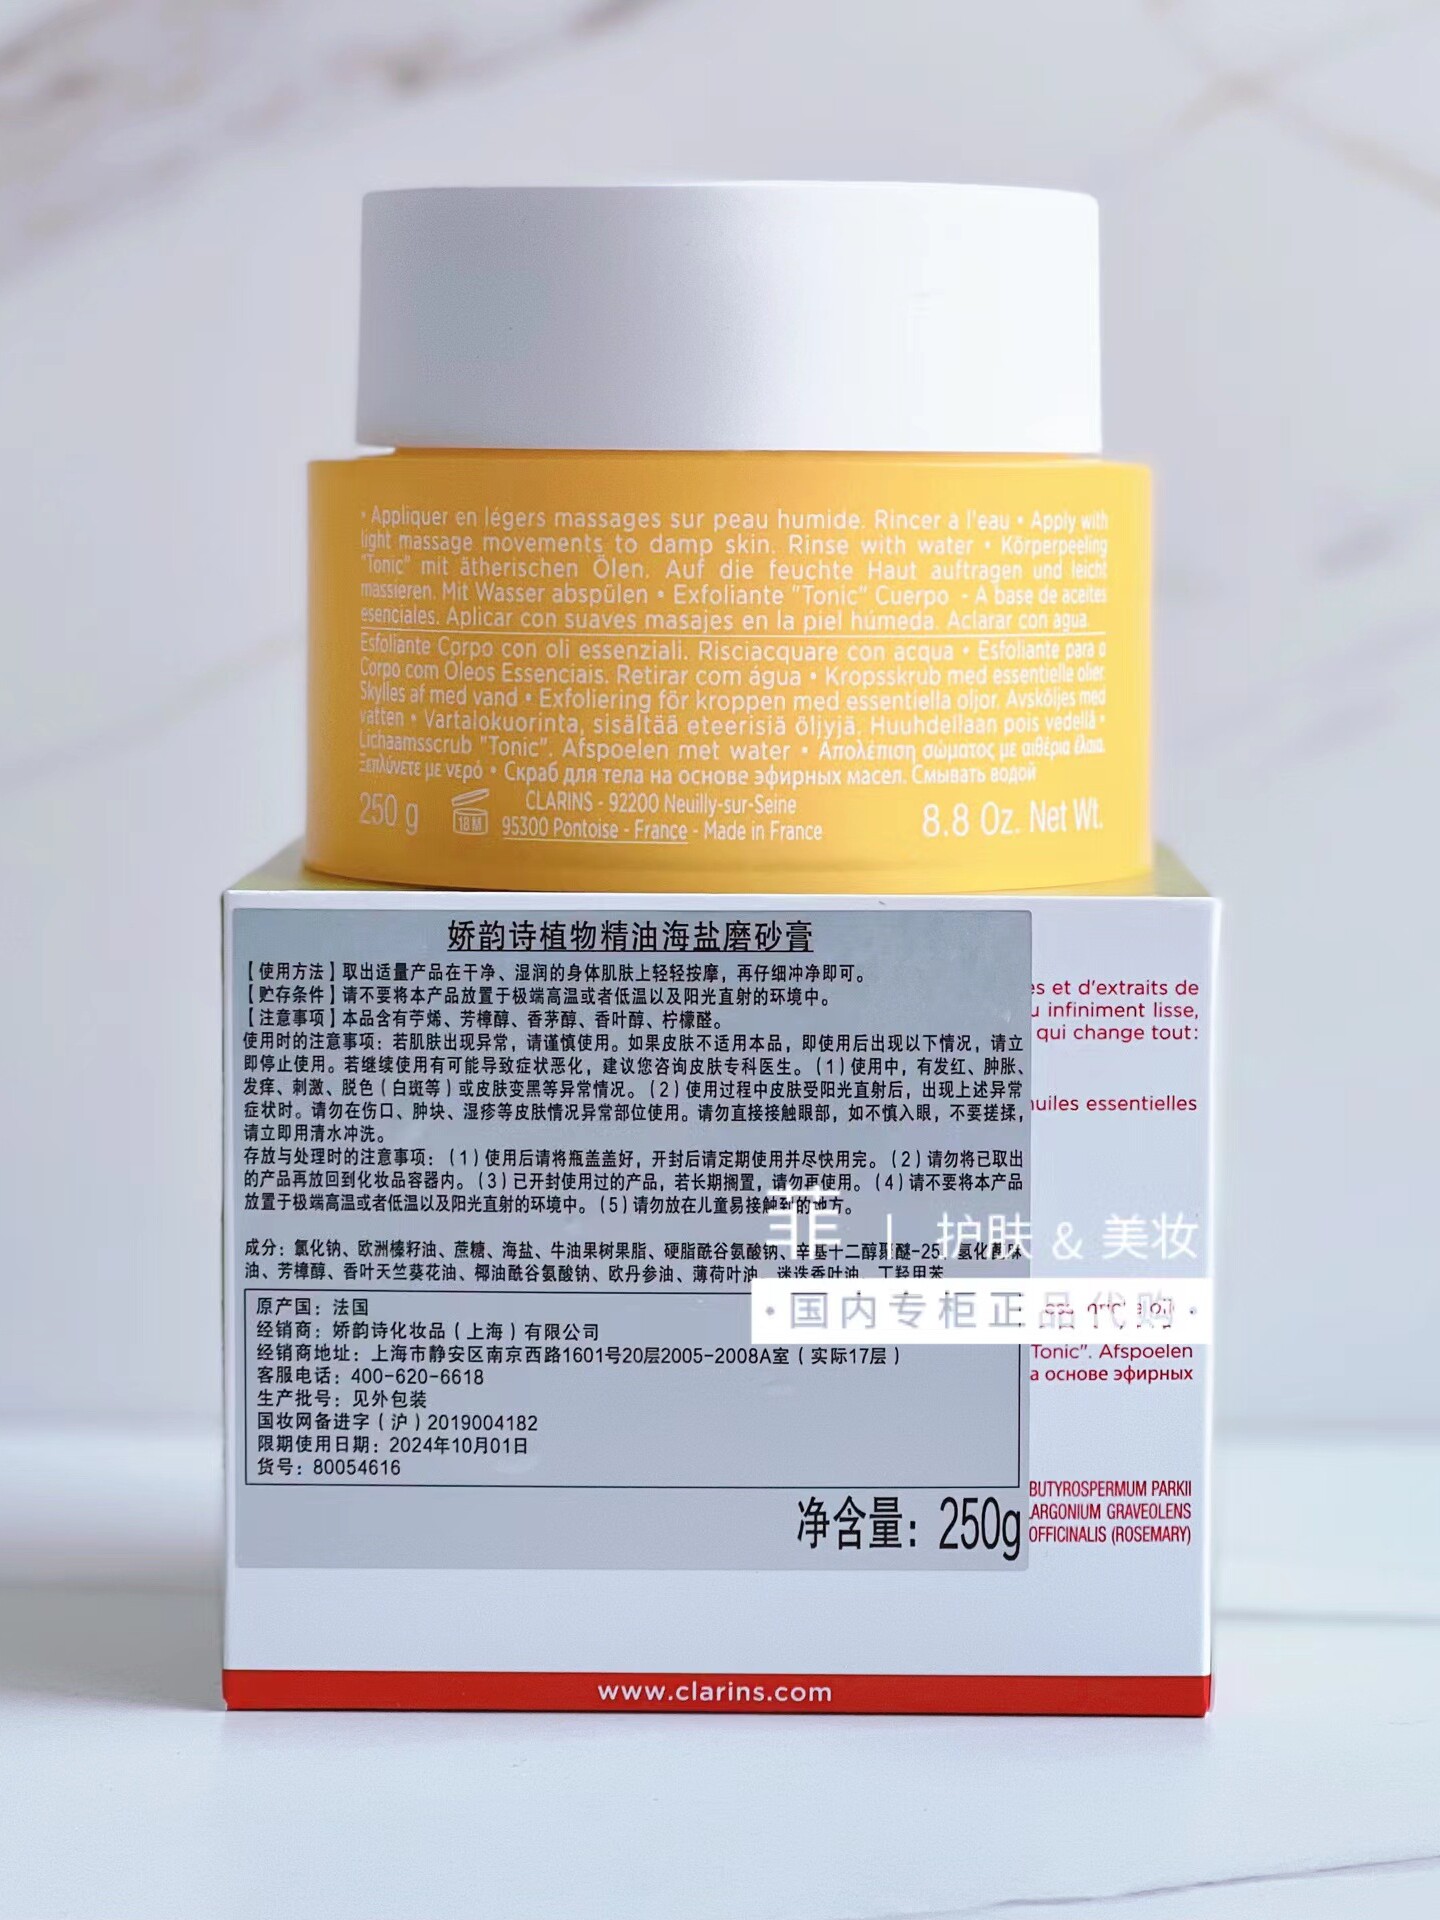 • Appliquer en légers massages sur peau humide. Rincer à l'eau • Apply with
light massage movements to damp skin. Rinse with water • Körperpeeling
"Tonic" mit ätherischen Ölen. Auf die feuchte Haut auftragen und leicht
massieren. Mit Wasser abspülen • Exfoliante "Tonic" Cuerpo - A base de aceites
esenciales. Aplicar con suaves masajes en la piel húmeda. Aclarar con agua.
Esfoliante Corpo con oli essenziali. Risciacquare con acqua • Esfoliante para o
Corpo com Óleos Essenciais. Retirar com água • Kropsskrub med essentielle olier.
Skylles af med vand • Exfoliering för kroppen med essentiella oljor. Avsköljes med
vatten • Vartalokuorinta, sisältää eteerisiä öljyjä. Huuhdellaan pois vedellä •
Lichaamsscrub "Tonic". Afspoelen met water • Απολέπιση σώματος με αιθέρια έλαια.
Ξεπλύνετε με νερό • Скраб для тела на основе эфирных масел. Смывать водой
250 g
18 M
CLARINS - 92200 Neuilly-sur-Seine
95300 Pontoise - France - Made in France
8.8 Oz. Net Wt.
娇韵诗植物精油海盐磨砂膏
【使用方法】取出适量产品在干净、湿润的身体肌肤上轻轻按摩，再仔细冲净即可。
【贮存条件】请不要将本产品放置于极端高温或者低温以及阳光直射的环境中。
【注意事项】本品含有苧烯、芳樟醇、香茅醇、香叶醇、柠檬醛。
使用时的注意事项：若肌肤出现异常，请谨慎使用。如果皮肤不适用本品，即使用后出现以下情况，请立
即停止使用。若继续使用有可能导致症状恶化，建议您咨询皮肤专科医生。（1）使用中，有发红、肿胀、
发痒、刺激、脱色（白斑等）或皮肤变黑等异常情况。（2）使用过程中皮肤受阳光直射后，出现上述异常
症状时。请勿在伤口、肿块、湿疹等皮肤情况异常部位使用。请勿直接接触眼部，如不慎入眼，不要搓揉，
请立即用清水冲洗。
存放与处理时的注意事项：（1）使用后请将瓶盖盖好，开封后请定期使用并尽快用完。（2）请勿将已取出
的产品再放回到化妆品容器内。（3）已开封使用过的产品，若长期搁置，请勿再使用。（4）请不要将本产品
放置于极端高温或者低温以及阳光直射的环境中。（5）请勿放在儿童易接触到的地方。
成分：氯化钠、欧洲榛籽油、蔗糖、海盐、牛油果树果脂、硬脂酰谷氨酸钠、辛基十二醇聚醚-25、氢化蓖麻
油、芳樟醇、香叶天竺葵花油、椰油酰谷氨酸钠、欧丹参油、薄荷叶油、迷迭香叶油、丁羟甲苯
原产国：法国
经销商：娇韵诗化妆品（上海）有限公司
经销商地址：上海市静安区南京西路1601号20层2005-2008A室（实际17层）
客服电话：400-620-6618
生产批号：见外包装
国妆网备进字（沪）2019004182
限期使用日期：2024年10月01日
货号：80054616
净含量：250g
es et d'extraits de
u infiniment lisse,
qui change tout:
huiles essentielles
菲 | 护肤 & 美妆
• 国内专柜正品代购 •
Tonic". Afspoelen
а основе эфирных
BUTYROSPERMUM PARKII
LARGONIUM GRAVEOLENS
OFFICINALIS (ROSEMARY)
www.clarins.com